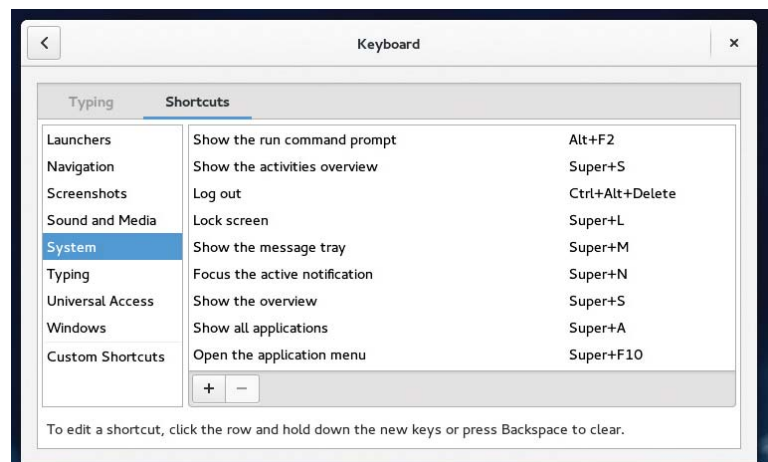 Keyboard
Typing Shortcuts
Launchers
Navigation
Screenshots
Sound and Media
System
Typing
Universal Access
Windows
Custom Shortcuts
Show the run command prompt Alt+F2
Show the activities overview Super+S
Log out Ctrl+Alt+Delete
Lock screen Super+L
Show the message tray Super+M
Focus the active notification Super+N
Show the overview Super+S
Show all applications Super+A
Open the application menu Super+F10
To edit a shortcut, click the row and hold down the new keys or press Backspace to clear.